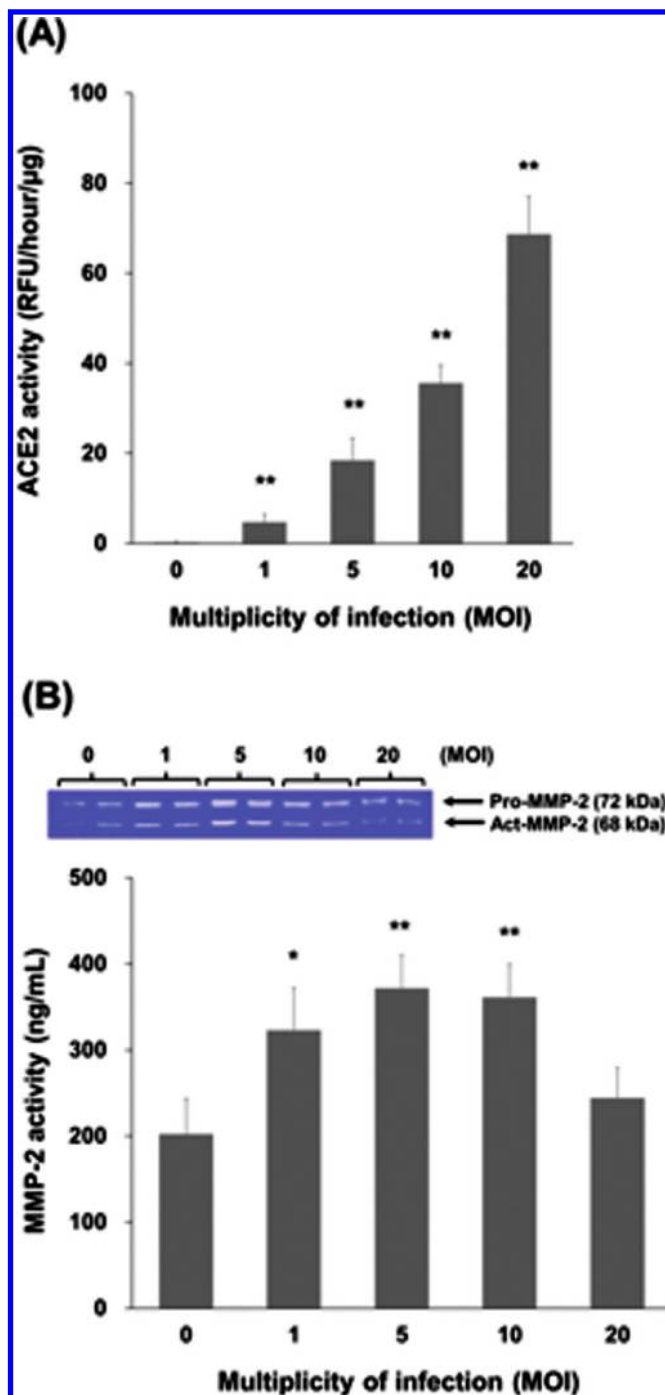 (A)
ACE2 activity (RFU/hour/µg)
100
80
60
40
20
0
**
**
**
**
0 1 5 10 20
Multiplicity of infection (MOI)
(B)
0 1 5 10 20 (MOI)
Pro-MMP-2 (72 kDa)
Act-MMP-2 (68 kDa)
MMP-2 activity (ng/mL)
500
400
300
200
100
0
*
**
**
0 1 5 10 20
Multiplicity of infection (MOI)